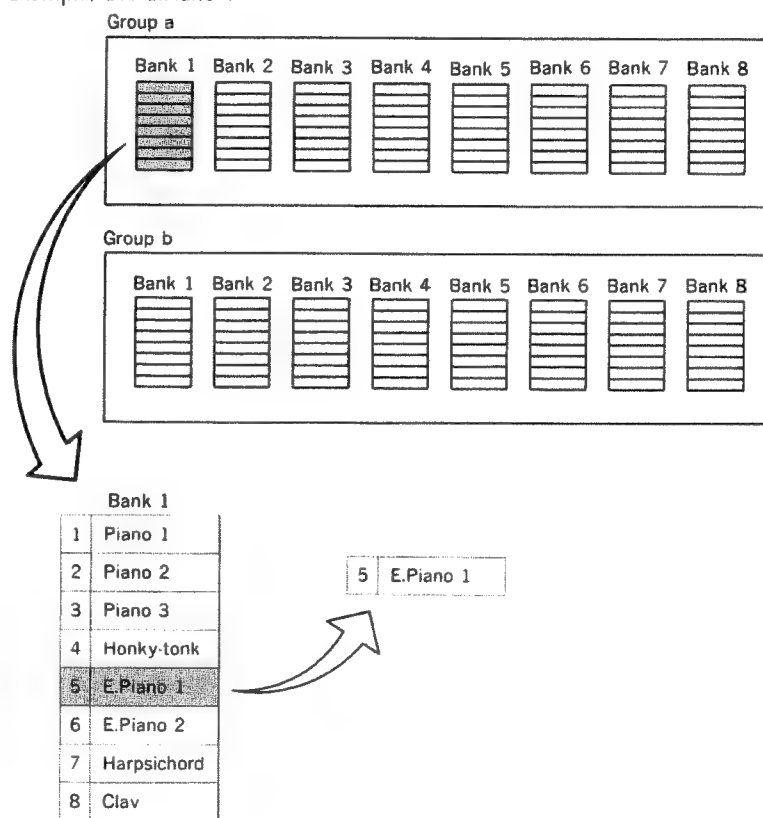 Group a
Bank 1 Bank 2 Bank 3 Bank 4 Bank 5 Bank 6 Bank 7 Bank 8
Group b
Bank 1 Bank 2 Bank 3 Bank 4 Bank 5 Bank 6 Bank 7 Bank 8
Bank 1
1 Piano 1
2 Piano 2
3 Piano 3
4 Honky-tonk
5 E.Piano 1
6 E.Piano 2
7 Harpsichord
8 Clav
5 E.Piano 1